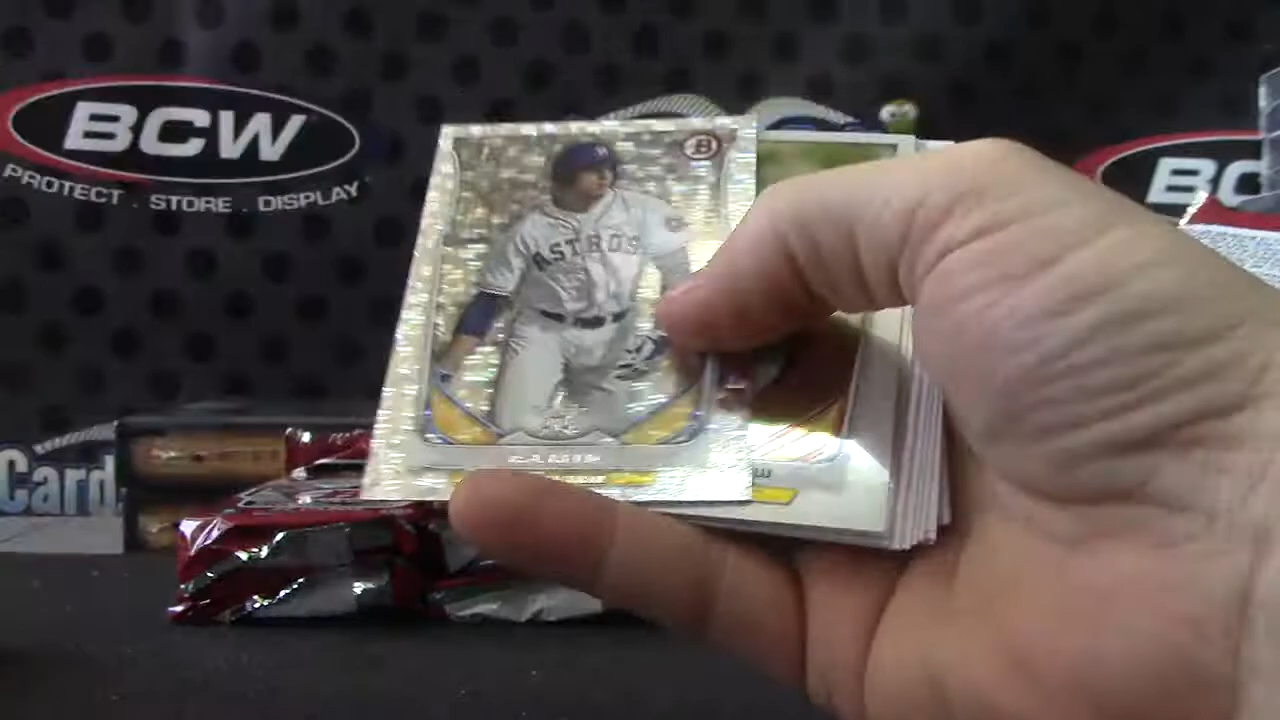 BCW
PROTECT . STORE . DISPLAY
BC
B
ASTROS
Card